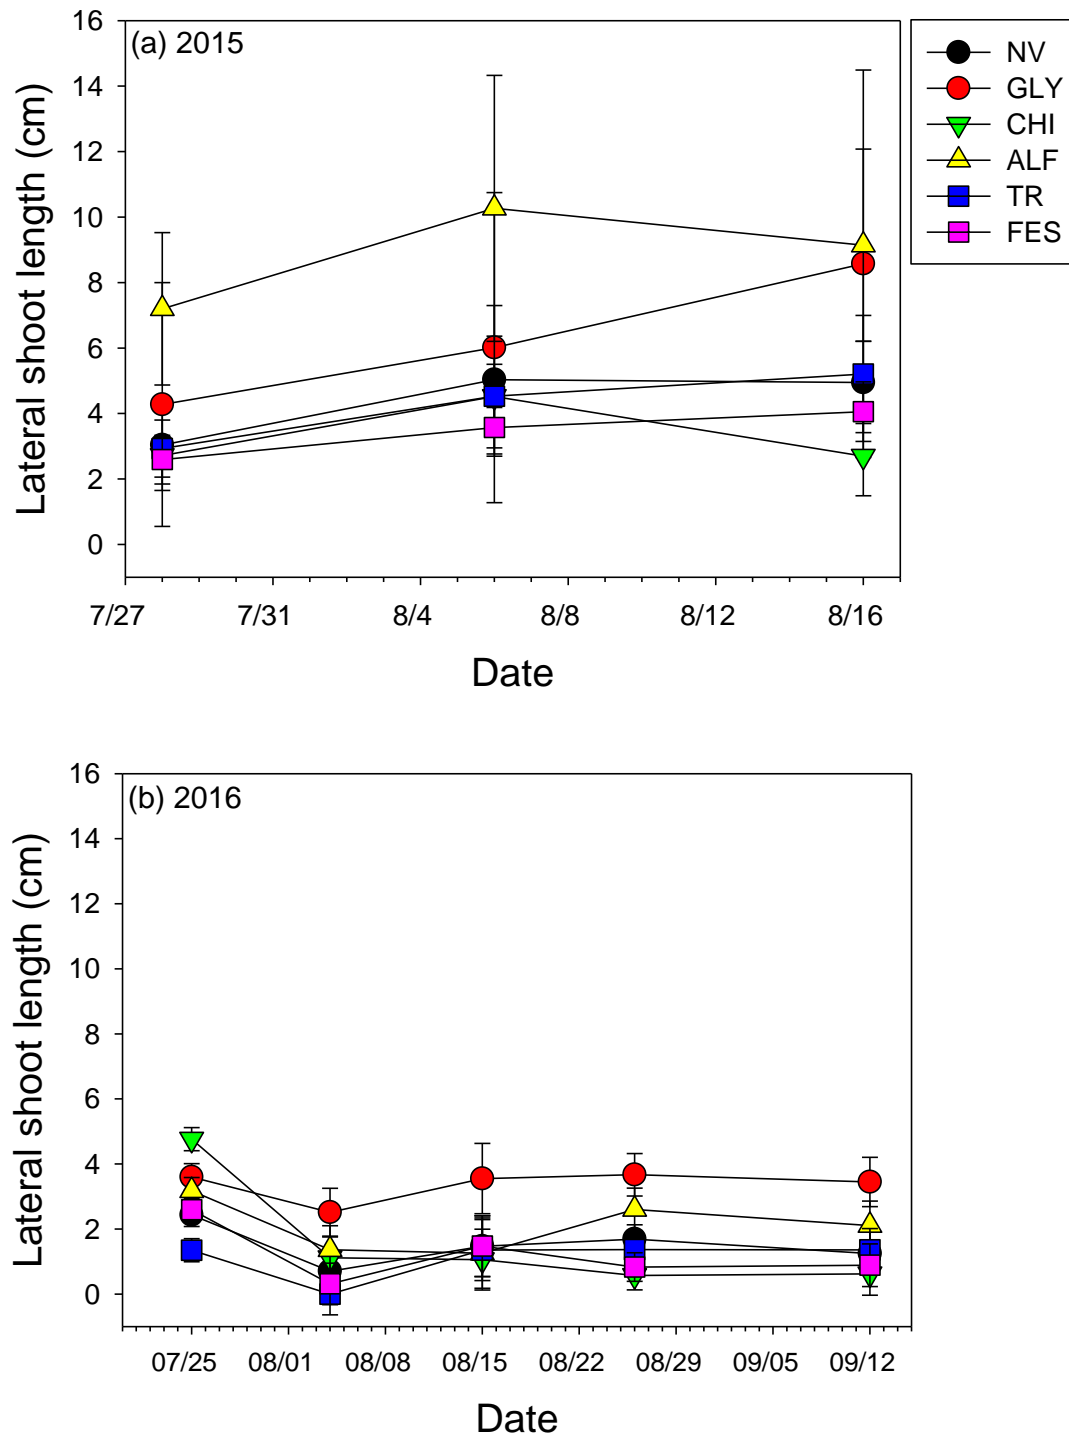 (a) 2015
16
14
12
10
8
6
4
2
0
Lateral shoot length (cm)
7/27 7/31 8/4 8/8 8/12 8/16
Date
NV
GLY
CHI
ALF
TR
FES
(b) 2016
16
14
12
10
8
6
4
2
0
Lateral shoot length (cm)
07/25 08/01 08/08 08/15 08/22 08/29 09/05 09/12
Date